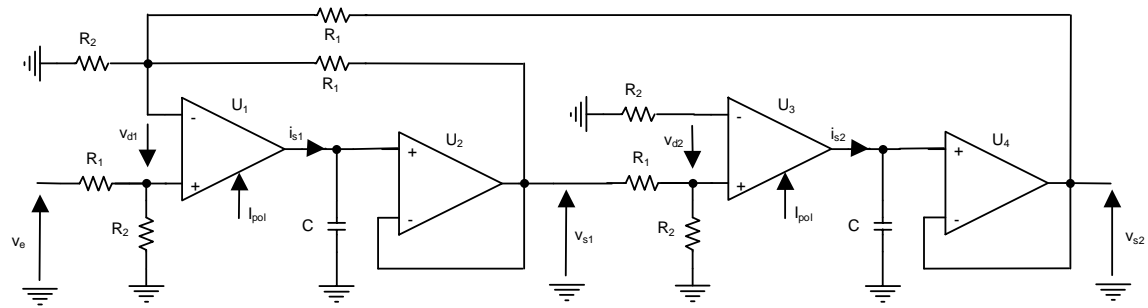 R1
R2
R1
R2
U1
U3
-
-
vd1
is1
U2
vd2
is2
U4
R1
+
R1
+
+
+
Ipol
-
Ipol
-
ve
R2
C
vs1
R2
C
vs2